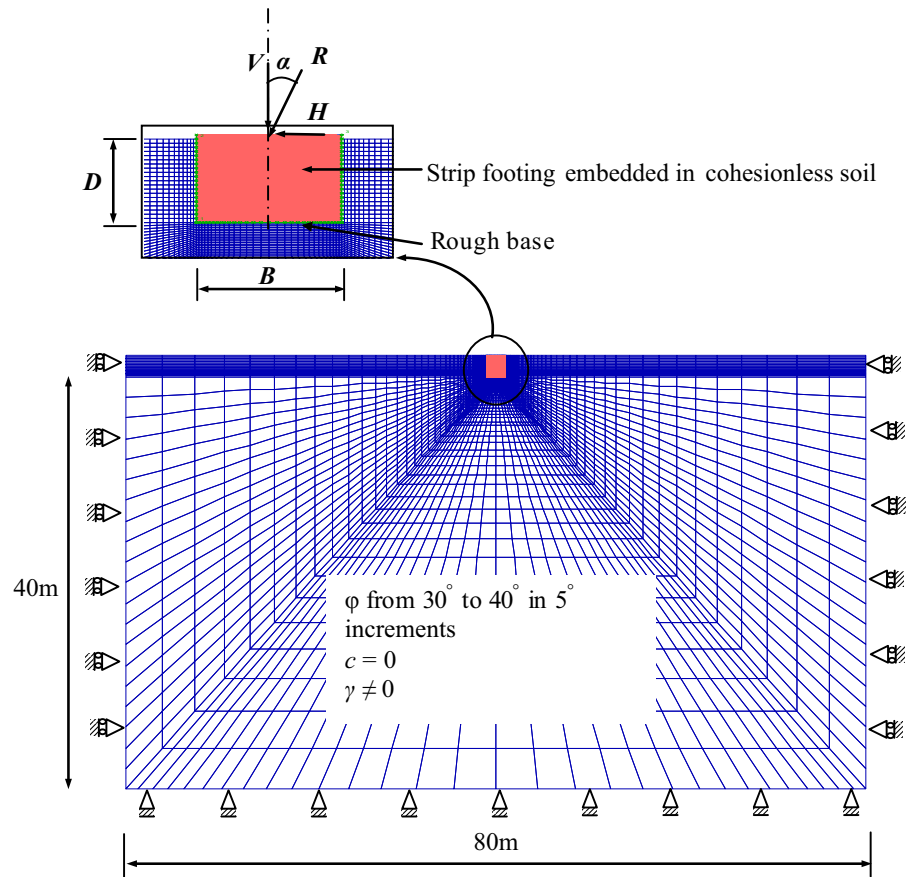 V α R
H
D
Strip footing embedded in cohesionless soil
Rough base
B
40m
φ from 30° to 40° in 5°
increments
c = 0
γ ≠ 0
80m